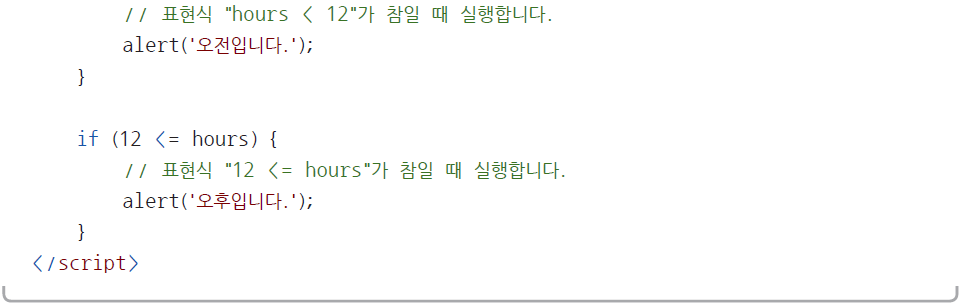 // 표현식 "hours < 12"가 참일 때 실행합니다.
alert('오전입니다.');
}
if (12 <= hours) {
// 표현식 "12 <= hours"가 참일 때 실행합니다.
alert('오후입니다.');
}
</script>